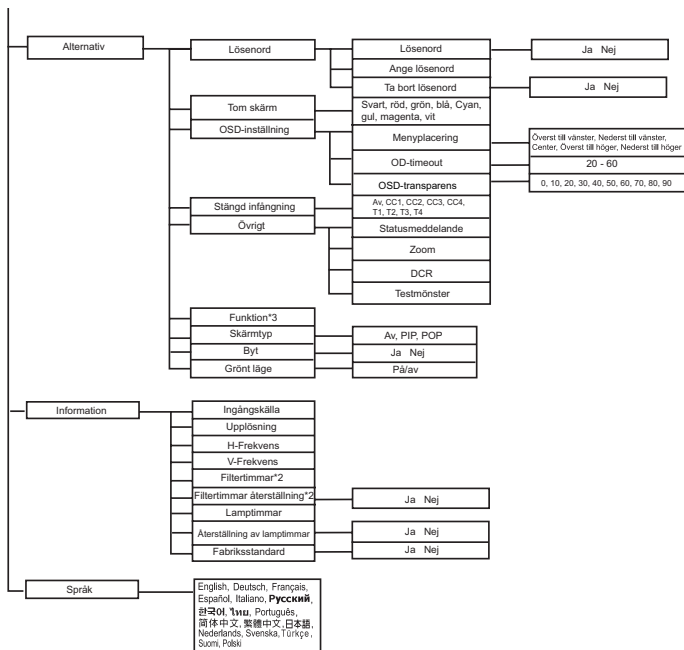 Alternativ
Lösenord
Lösenord
Ja Nej
Ange lösenord
Ta bort lösenord
Ja Nej
Tom skärm
Svart, röd, grön, blå, Cyan,
gul, magenta, vit
OSD-inställning
Menyplacering
Överst till vänster, Nederst till vänster,
Center, Överst till höger, Nederst till höger
OD-timeout
20 - 60
OSD-transparens
0, 10, 20, 30, 40, 50, 60, 70, 80, 90
Stängd infångning
Av, CC1, CC2, CC3, CC4,
T1, T2, T3, T4
Övrigt
Statusmeddelande
Zoom
DCR
Testmönster
Funktion*3
Skärmtyp
Av, PIP, POP
Byt
Ja Nej
Grönt läge
På/av
Information
Ingångskälla
Upplösning
H-Frekvens
V-Frekvens
Filtertimmar*2
Filtertimmar återställning*2
Ja Nej
Lamptimmar
Återställning av lamptimmar
Ja Nej
Fabriksstandard
Ja Nej
Språk
English, Deutsch, Français,
Español, Italiano, Русский,
한국어, ไทย, Português,
简体中文, 繁體中文, 日本語,
Nederlands, Svenska, Türkçe,
Suomi, Polski